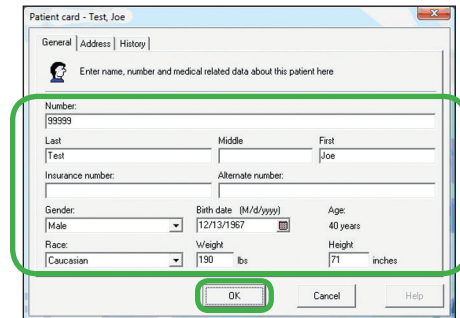 Patient card - Test, Joe
General Address History
Enter name, number and medical related data about this patient here
Number:
99999
Last Middle First
Test Joe
Insurance number: Alternate number:
Gender: Birth date (M/d/yyyy) Age:
Male 12/13/1967 40 years
Race: Weight Height
Caucasian 190 lbs 71 inches
OK Cancel Help